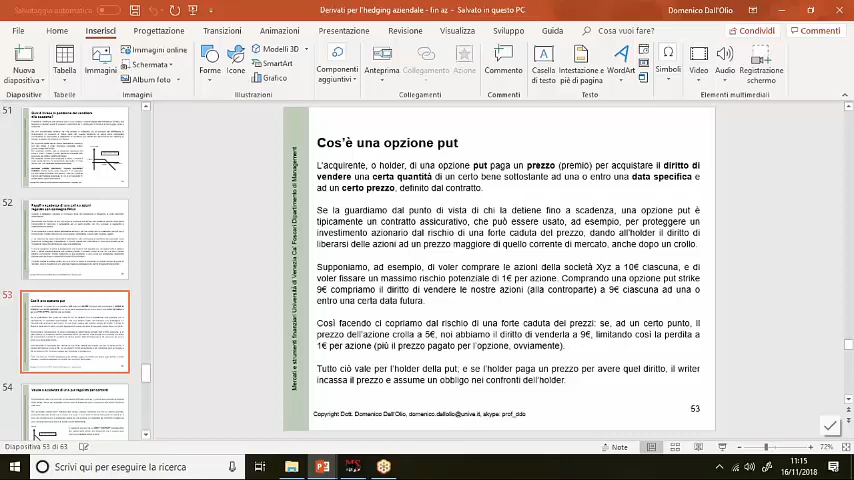 Salvataggio automatico
Derivati per l'hedging aziendale - fin az - Salvato in questo PC
Domenico Dall'Olio
File
Home
Inserisci
Progettazione
Transizioni
Animazioni
Presentazione
Revisione
Visualizza
Sviluppo
Guida
Cosa vuoi fare?
Condividi
Commenti
Nuova diapositiva
Tabella
Immagini
Immagini online
Schermata
Album foto
Forme
Icone
Modelli 3D
SmartArt
Grafico
Componenti aggiuntivi
Anteprima
Collegamento
Azione
Commento
Casella di testo
Intestazione e piè di pagina
WordArt
Simboli
Video
Audio
Registrazione schermo
Diapositive
Tabelle
Immagini
Illustrazioni
Collegamenti
Commenti
Testo
Elementi multimediali
51
52
53
54
Cos'è una opzione put
L'acquirente, o holder, di una opzione put paga un prezzo (premio) per acquistare il diritto di
vendere una certa quantità di un certo bene sottostante ad una o entro una data specifica e
ad un certo prezzo, definito dal contratto.
Se la guardiamo dal punto di vista di chi la detiene fino a scadenza, una opzione put è
tipicamente un contratto assicurativo, che può essere usato, ad esempio, per proteggere un
investimento azionario dal rischio di una forte caduta del prezzo, dando all'holder il diritto di
liberarsi delle azioni ad un prezzo maggiore di quello corrente di mercato, anche dopo un crollo.
Supponiamo, ad esempio, di voler comprare le azioni della società Xyz a 10€ ciascuna, e di
di voler fissare un massimo rischio potenziale di 1€ per azione. Comprando una opzione put strike
9€ compriamo il diritto di vendere le nostre azioni (alla controparte) a 9€ ciascuna ad una o
entro una certa data futura.
Così facendo ci copriamo dal rischio di una forte caduta dei prezzi: se, ad un certo punto, il
prezzo dell'azione crolla a 5€, noi abbiamo il diritto di venderla a 9€, limitando così la perdita a
1€ per azione (più il prezzo pagato per l'opzione, ovviamente).
Tutto ciò vale per l'holder della put; e se l'holder paga un prezzo per avere quel diritto, il writer
incassa il prezzo e assume un obbligo nei confronti dell'holder.
Copyright Dott. Domenico Dall'Olio, domenico.dallolio@unive.it, skype: prof_ddo
53
Mercati e strumenti finanziari Università di Venezia Ca' Foscari Dipartimento di Management
Diapositiva 53 di 63
Note
72%
Scrivi qui per eseguire la ricerca
11:15
16/11/2018